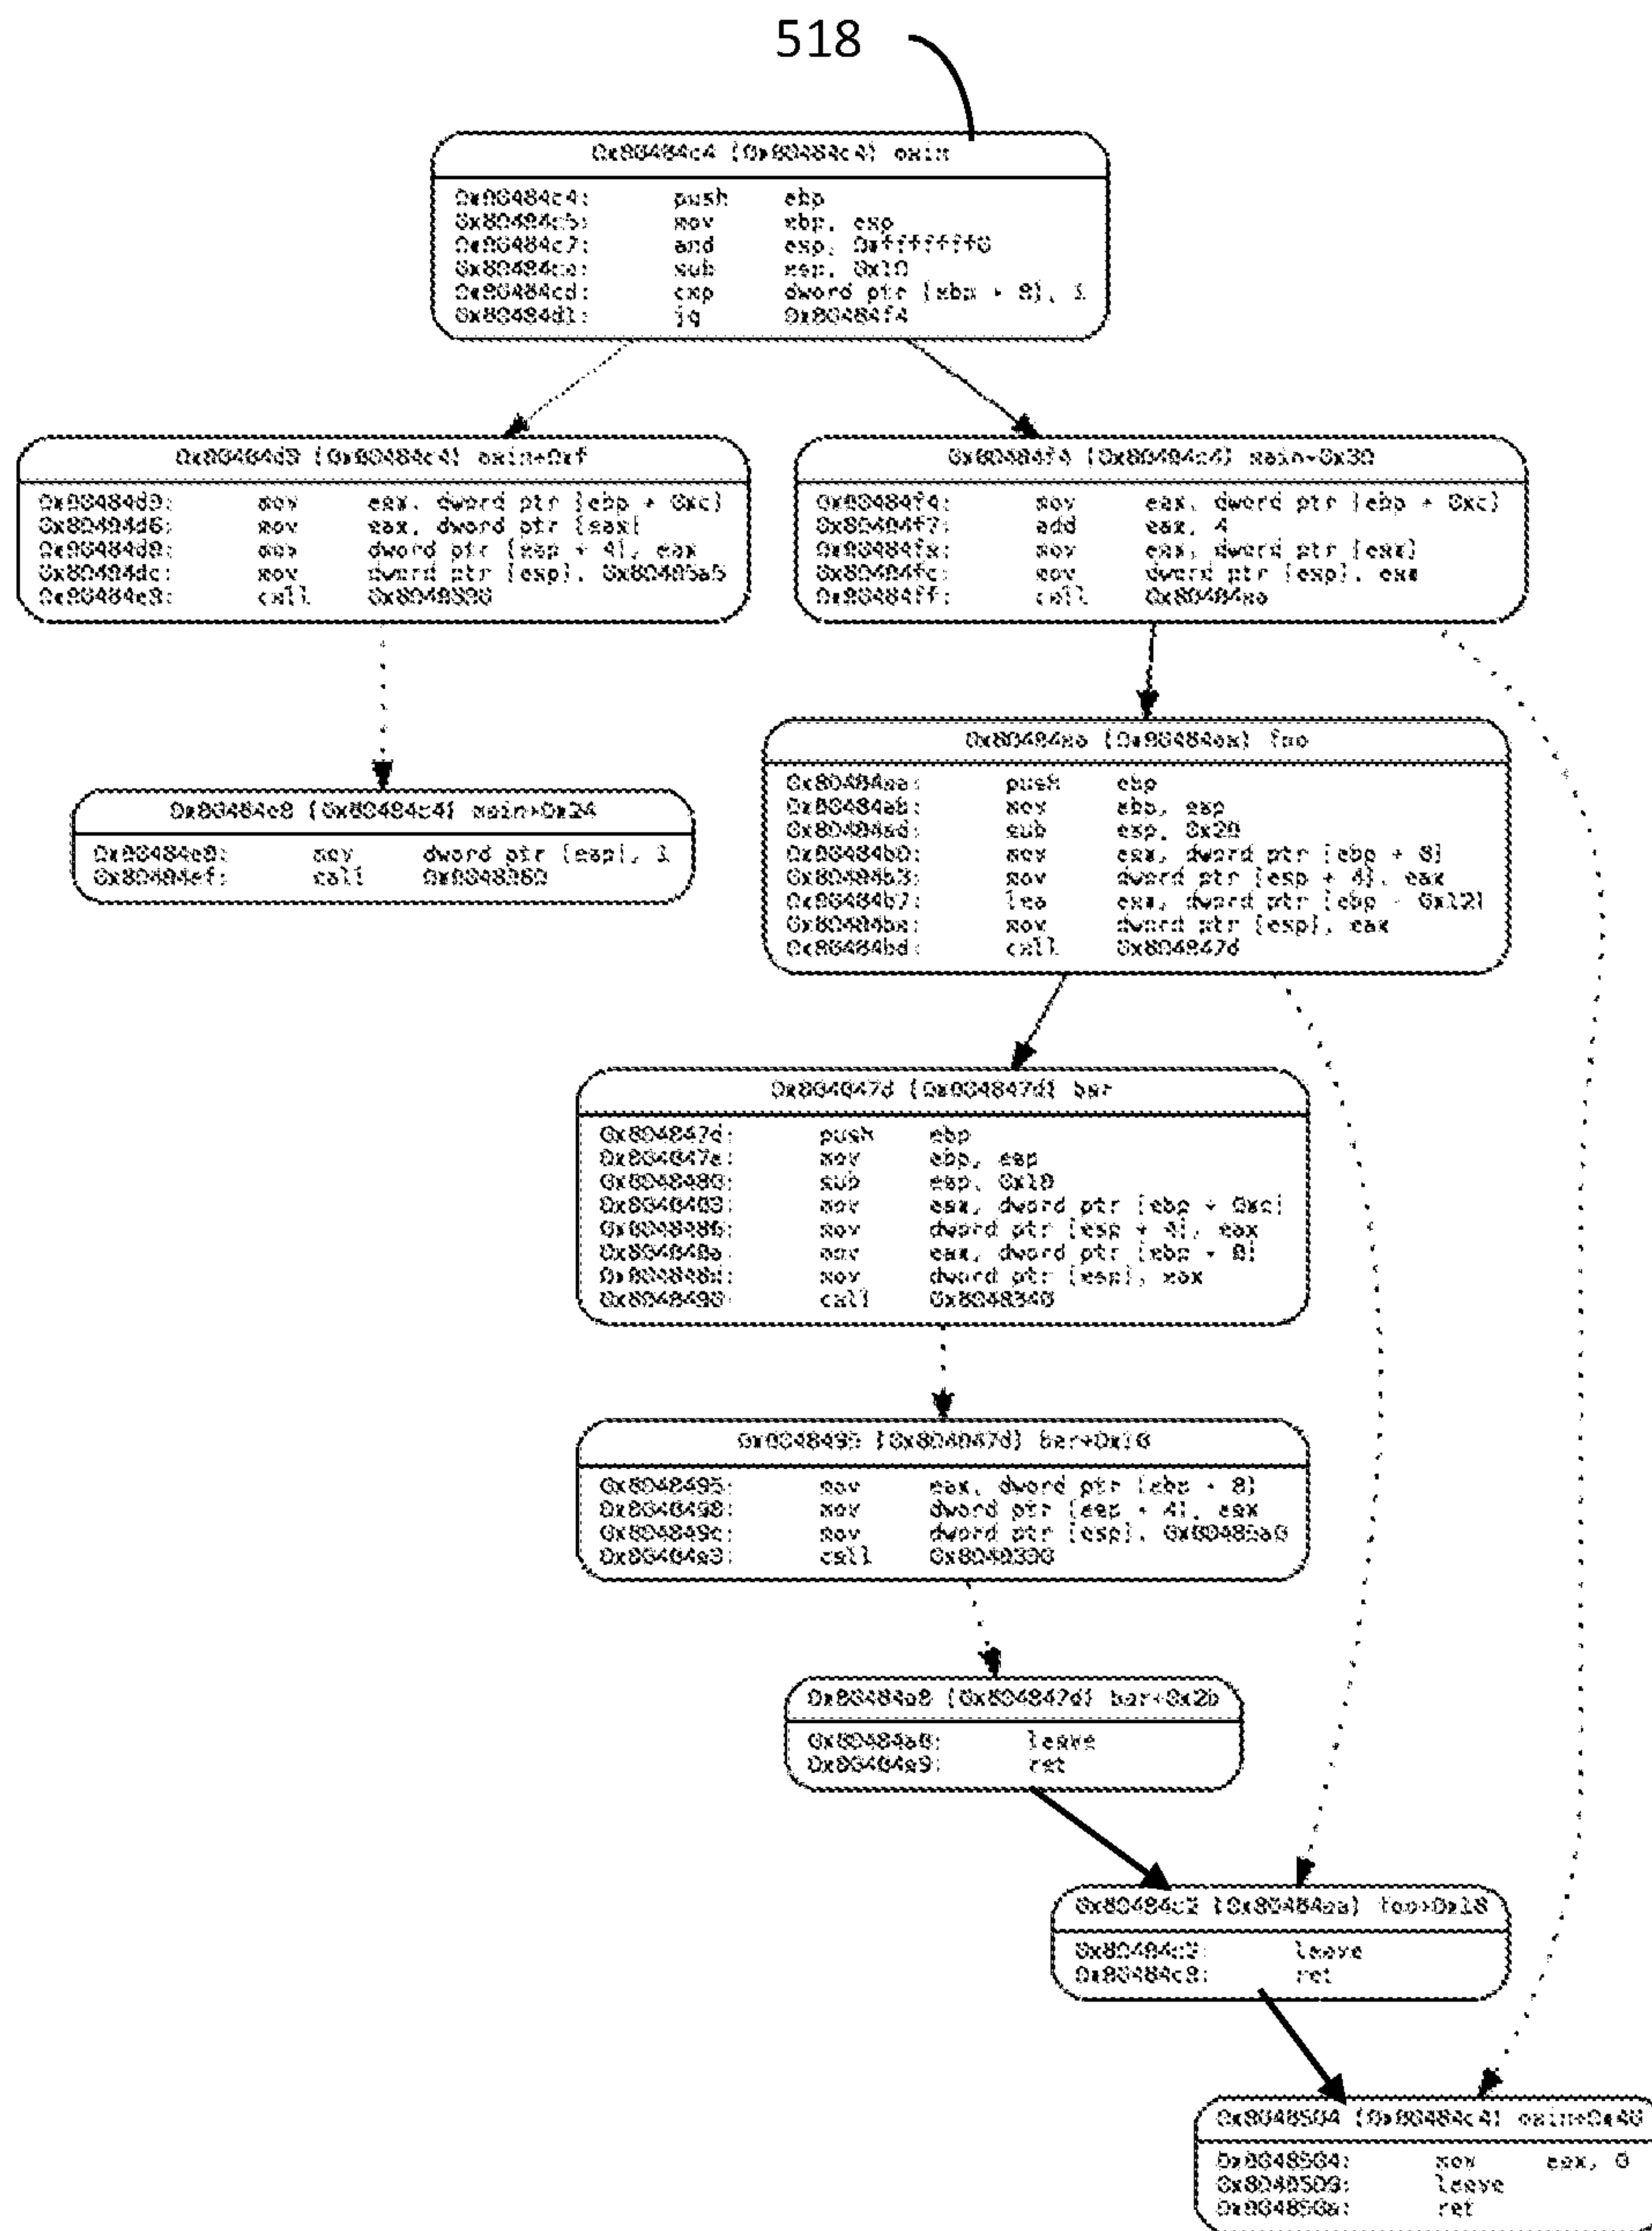 518
0x80484c4 (0x80484c4) main
0x80484c4: push ebp
0x80484c5: mov ebp, esp
0x80484c7: and esp, 0xfffffff0
0x80484ca: sub esp, 0x10
0x80484cd: cmp dword ptr [ebp + 8], 1
0x80484d1: jg 0x80484f4
0x80484d3 (0x80484c4) main+0xf
0x80484d3: mov eax, dword ptr [ebp + 0xc]
0x80484d6: mov eax, dword ptr [eax]
0x80484d8: mov dword ptr [esp + 4], eax
0x80484dc: mov dword ptr [esp], 0x80485a5
0x80484e3: call 0x8048330
0x80484f4 (0x80484c4) main+0x30
0x80484f4: mov eax, dword ptr [ebp + 0xc]
0x80484f7: add eax, 4
0x80484fa: mov eax, dword ptr [eax]
0x80484fc: mov dword ptr [esp], eax
0x80484ff: call 0x80484aa
0x80484aa (0x80484aa) foo
0x80484aa: push ebp
0x80484ab: mov ebp, esp
0x80484ad: sub esp, 0x28
0x80484b0: mov eax, dword ptr [ebp + 8]
0x80484b3: mov dword ptr [esp + 4], eax
0x80484b7: lea eax, dword ptr [ebp - 0x12]
0x80484ba: mov dword ptr [esp], eax
0x80484bd: call 0x804847d
0x80484e8 (0x80484c4) main+0x24
0x80484e8: mov dword ptr [esp], 1
0x80484ef: call 0x8048360
0x804847d (0x804847d) bar
0x804847d: push ebp
0x804847e: mov ebp, esp
0x8048480: sub esp, 0x18
0x8048483: mov eax, dword ptr [ebp + 0xc]
0x8048486: mov dword ptr [esp + 4], eax
0x804848a: mov eax, dword ptr [ebp + 8]
0x804848d: mov dword ptr [esp], eax
0x8048490: call 0x8048340
0x8048495 (0x804847d) bar+0x18
0x8048495: mov eax, dword ptr [ebp + 8]
0x8048498: mov dword ptr [esp + 4], eax
0x804849c: mov dword ptr [esp], 0x80485a0
0x80484a3: call 0x8048330
0x80484a8 (0x804847d) bar+0x2b
0x80484a8: leave
0x80484a9: ret
0x80484c2 (0x80484aa) foo+0x18
0x80484c2: leave
0x80484c3: ret
0x8048504 (0x80484c4) main+0x40
0x8048504: mov eax, 0
0x8048509: leave
0x804850a: ret